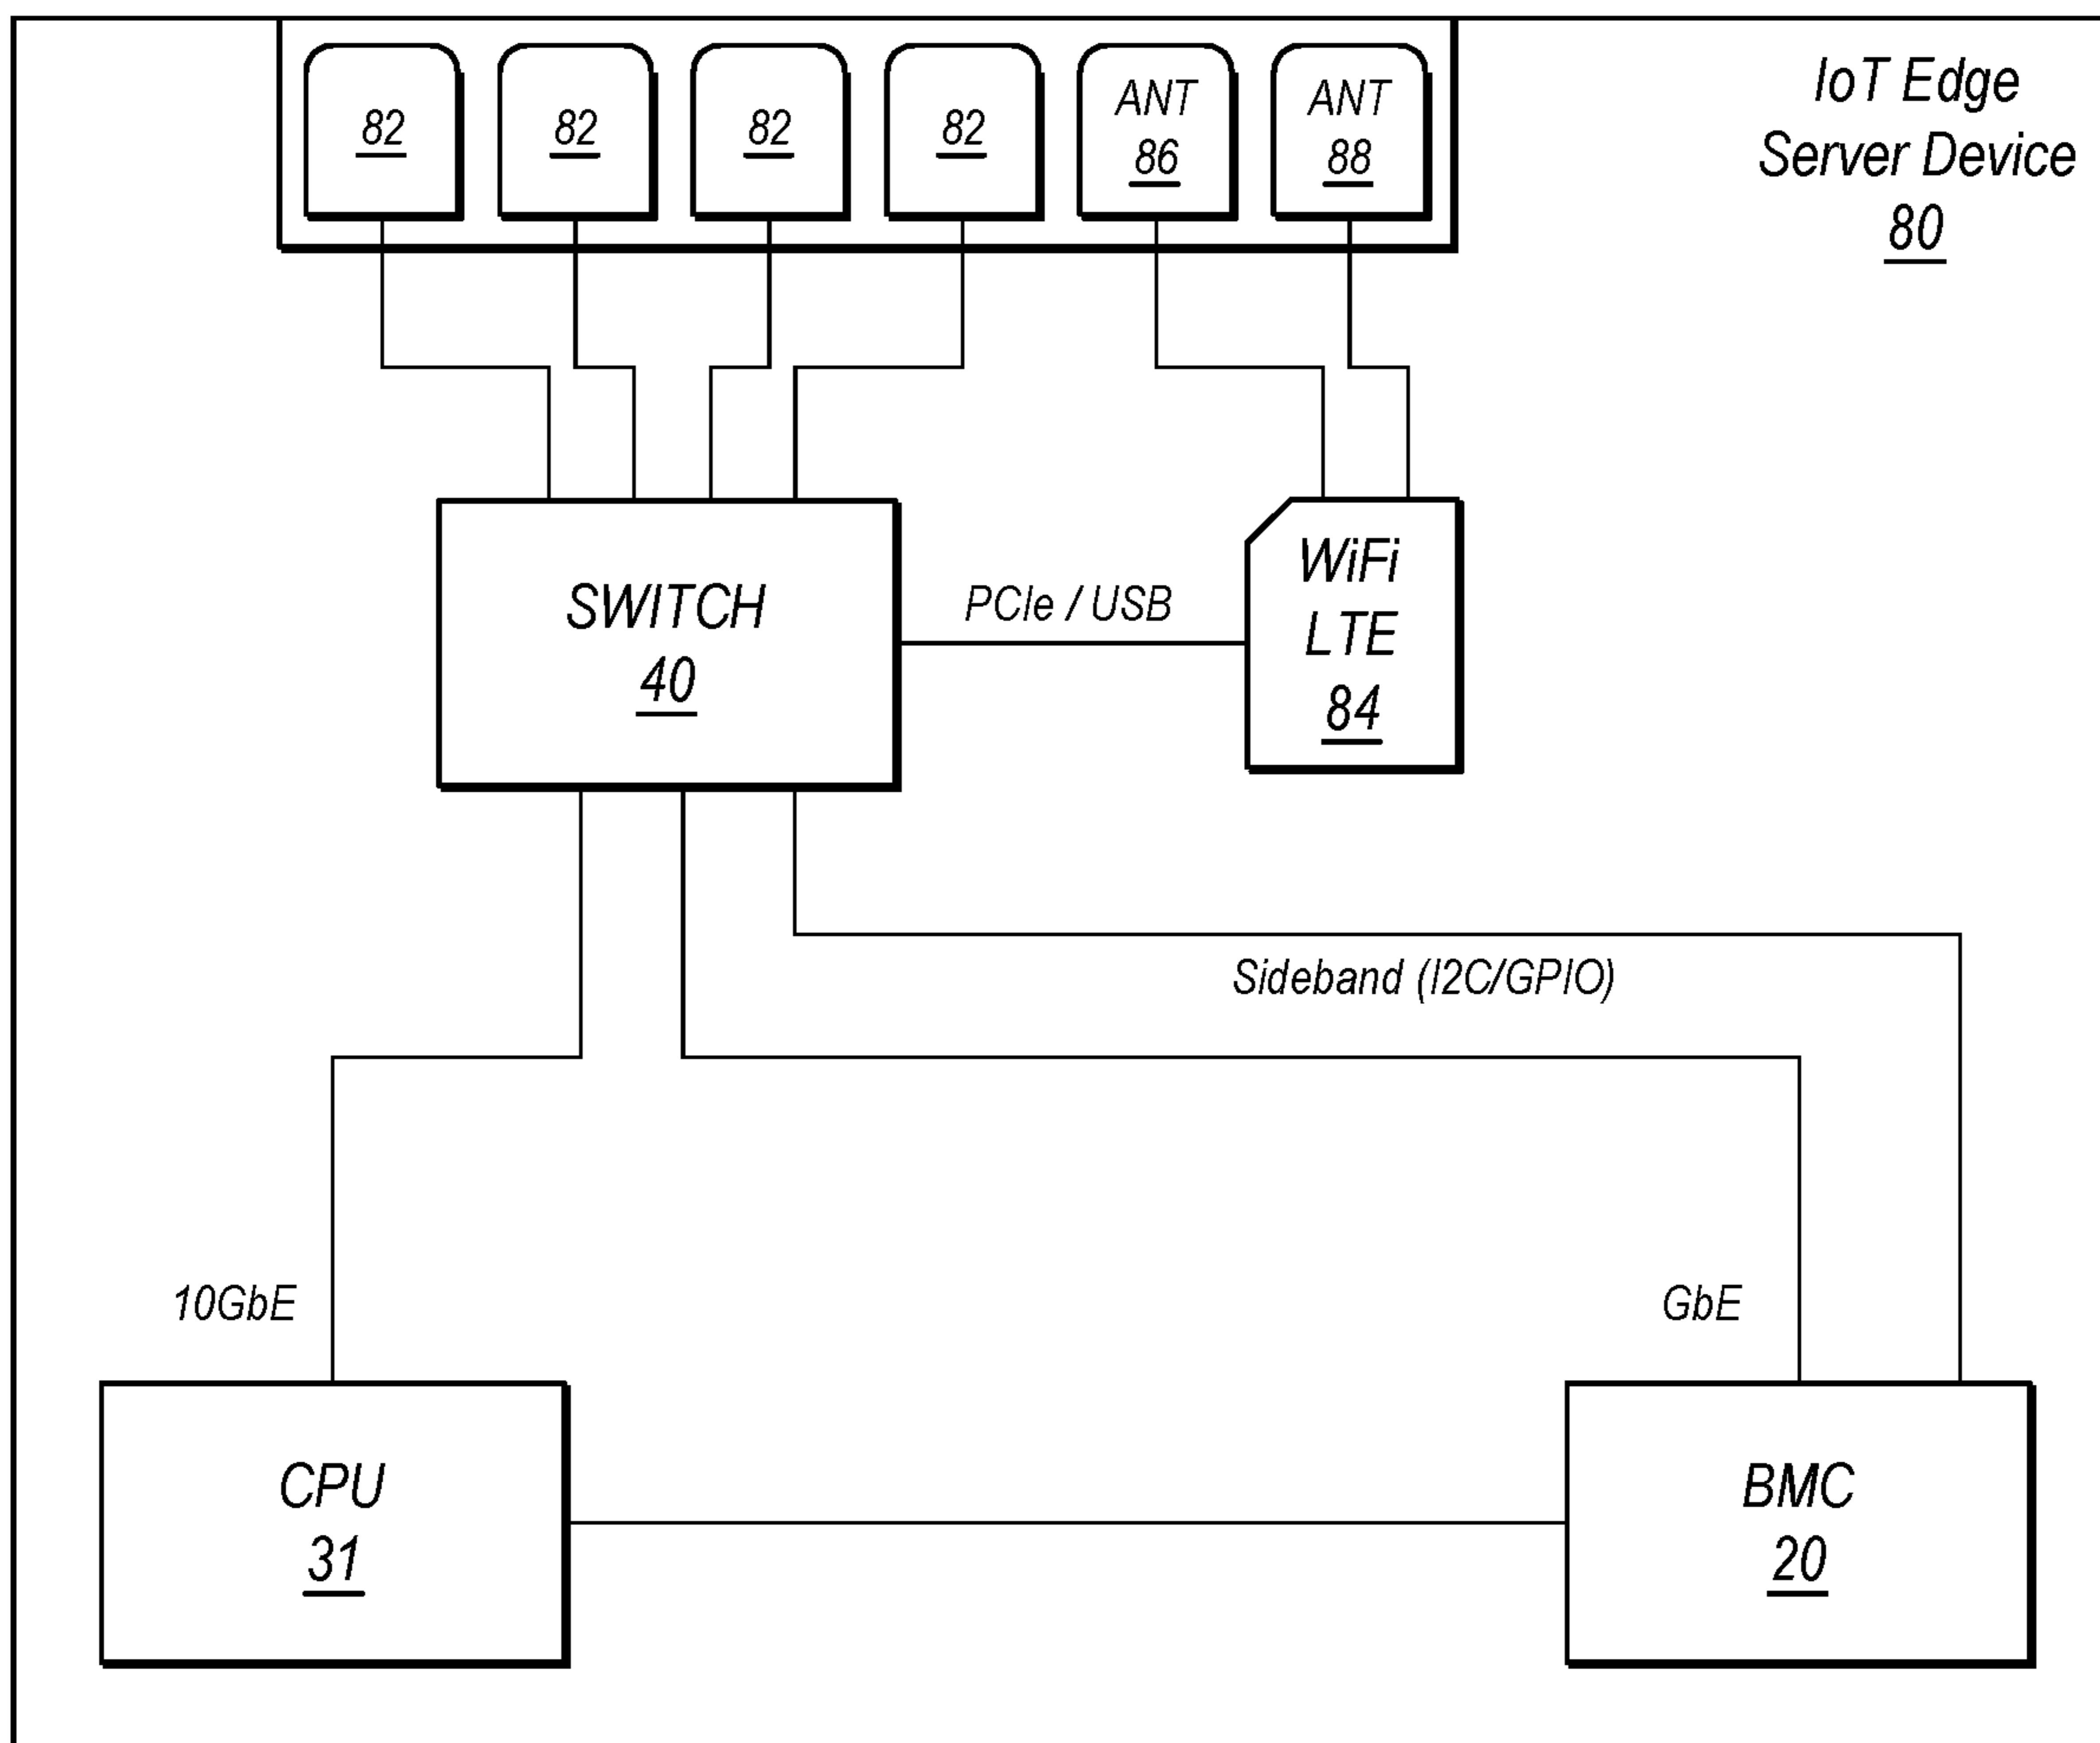 82
82
82
82
ANT
86
ANT
88
IoT Edge
Server Device
80
SWITCH
40
PCIe / USB
WiFi
LTE
84
Sideband (I2C/GPIO)
10GbE
GbE
CPU
31
BMC
20